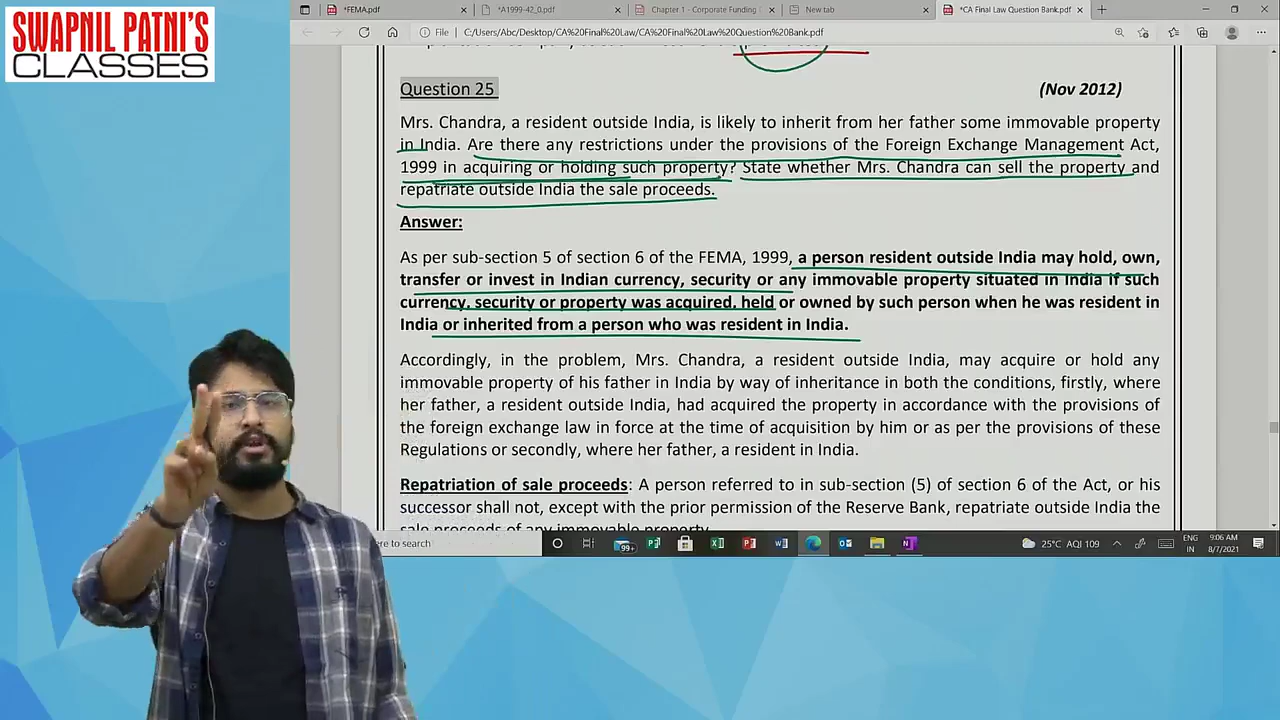 SWAPNIL PATNI'S
CLASSES
*FEMA.pdf
*A1999-42_0.pdf
Chapter 1 - Corporate Funding
New tab
*CA Final Law Question Bank.pdf
File
C:/Users/Abc/Desktop/CA%20Final%20Law/CA%20Final%20Law%20Question%20Bank.pdf
Question 25
(Nov 2012)
Mrs. Chandra, a resident outside India, is likely to inherit from her father some immovable property
in India. Are there any restrictions under the provisions of the Foreign Exchange Management Act,
1999 in acquiring or holding such property? State whether Mrs. Chandra can sell the property and
repatriate outside India the sale proceeds.
Answer:
As per sub-section 5 of section 6 of the FEMA, 1999, a person resident outside India may hold, own,
transfer or invest in Indian currency, security or any immovable property situated in India if such
currency, security or property was acquired, held or owned by such person when he was resident in
India or inherited from a person who was resident in India.
Accordingly, in the problem, Mrs. Chandra, a resident outside India, may acquire or hold any
immovable property of his father in India by way of inheritance in both the conditions, firstly, where
her father, a resident outside India, had acquired the property in accordance with the provisions of
the foreign exchange law in force at the time of acquisition by him or as per the provisions of these
Regulations or secondly, where her father, a resident in India.
Repatriation of sale proceeds: A person referred to in sub-section (5) of section 6 of the Act, or his
successor shall not, except with the prior permission of the Reserve Bank, repatriate outside India the
sale proceeds of any immovable property.
here to search
99+
25°C AQI 109
ENG
IN
9:06 AM
8/7/2021